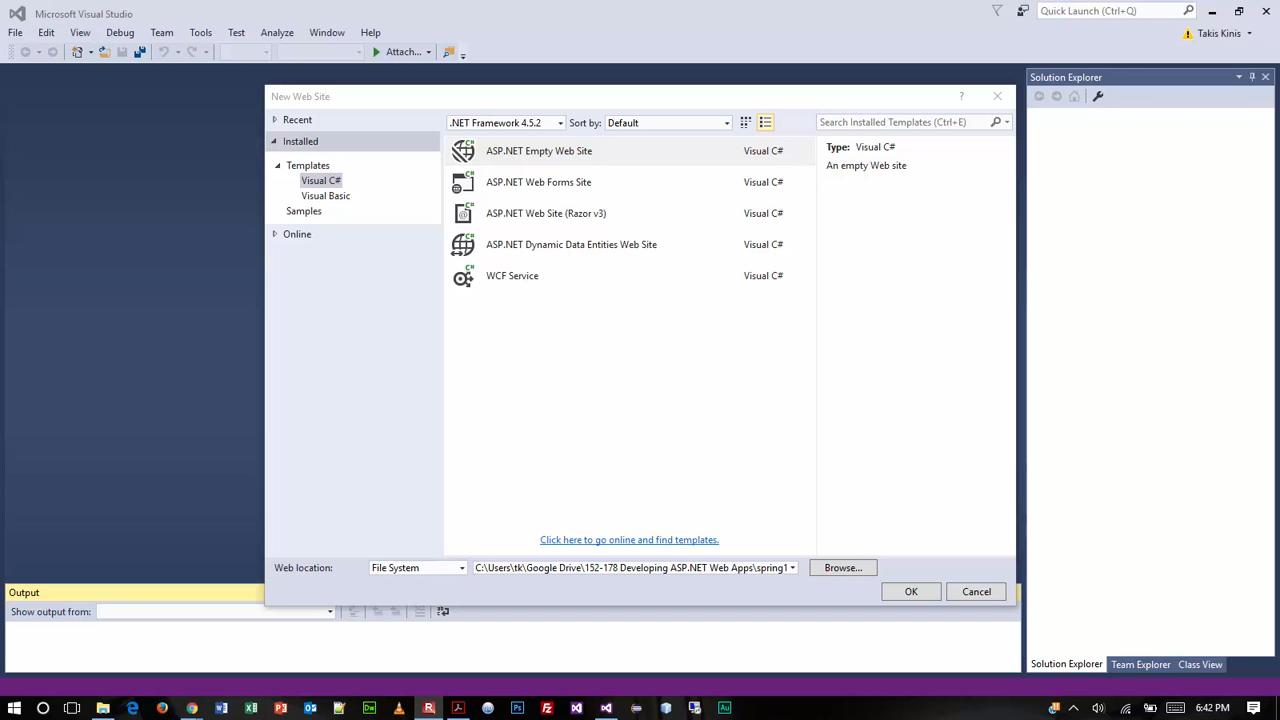 Microsoft Visual Studio
Quick Launch (Ctrl+Q)
File Edit View Debug Team Tools Test Analyze Window Help
Takis Kinis
Attach...
Solution Explorer
New Web Site
?
Recent
.NET Framework 4.5.2
Sort by:
Default
Search Installed Templates (Ctrl+E)
Installed
Templates
Visual C#
Visual Basic
Samples
Online
ASP.NET Empty Web Site Visual C#
ASP.NET Web Forms Site Visual C#
ASP.NET Web Site (Razor v3) Visual C#
ASP.NET Dynamic Data Entities Web Site Visual C#
WCF Service Visual C#
Type: Visual C#
An empty Web site
Click here to go online and find templates.
Web location:
File System
C:\Users\tk\Google Drive\152-178 Developing ASP.NET Web Apps\spring1
Browse...
OK
Cancel
Output
Show output from:
Solution Explorer Team Explorer Class View
6:42 PM